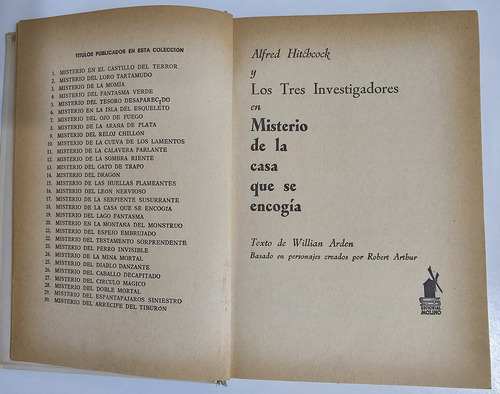 TITULOS PUBLICADOS EN ESTA COLECCION
1. MISTERIO EN EL CASTILLO DEL TERROR
2. MISTERIO DEL LORO TARTAMUDO
3. MISTERIO DE LA MOMIA
4. MISTERIO DEL FANTASMA VERDE
5. MISTERIO DEL TESORO DESAPARECIDO
6. MISTERIO EN LA ISLA DEL ESQUELETO
7. MISTERIO DEL OJO DE FUEGO
8. MISTERIO DE LA ARAÑA DE PLATA
9. MISTERIO DEL RELOJ CHILLON
10. MISTERIO DE LA CUEVA DE LOS LAMENTOS
11. MISTERIO DE LA CALAVERA PARLANTE
12. MISTERIO DE LA SOMBRA RIENTE
13. MISTERIO DEL GATO DE TRAPO
14. MISTERIO DEL DRAGON
15. MISTERIO DE LAS HUELLAS FLAMEANTES
16. MISTERIO DEL LEON NERVIOSO
17. MISTERIO DE LA SERPIENTE SUSURRANTE
18. MISTERIO DE LA CASA QUE SE ENCOGIA
19. MISTERIO DEL LAGO FANTASMA
20. MISTERIO EN LA MONTAÑA DEL MONSTRUO
21. MISTERIO DEL ESPEJO EMBRUJADO
22. MISTERIO DEL TESTAMENTO SORPRENDENTE
23. MISTERIO DEL PERRO INVISIBLE
24. MISTERIO DE LA MINA MORTAL
25. MISTERIO DEL DIABLO DANZANTE
26. MISTERIO DEL CABALLO DECAPITADO
27. MISTERIO DEL CIRCULO MAGICO
28. MISTERIO DEL DOBLE MORTAL
29. MISTERIO DEL ESPANTAPAJAROS SINIESTRO
30. MISTERIO DEL ARRECIFE DEL TIBURON
Alfred Hitchcock
y
Los Tres Investigadores
en
Misterio
de la
casa
que se
encogía
Texto de Willian Arden
Basado en personajes creados por Robert Arthur
EDITORIAL
MOLINO